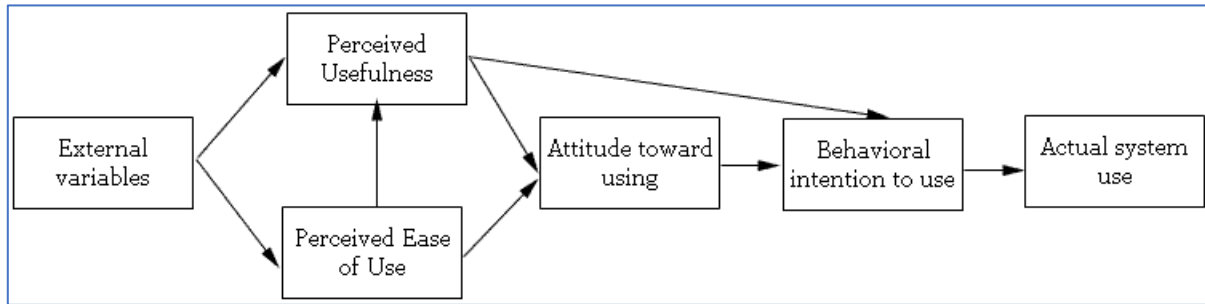 External
variables
Perceived
Usefulness
Perceived Ease
of Use
Attitude toward
using
Behavioral
intention to use
Actual system
use